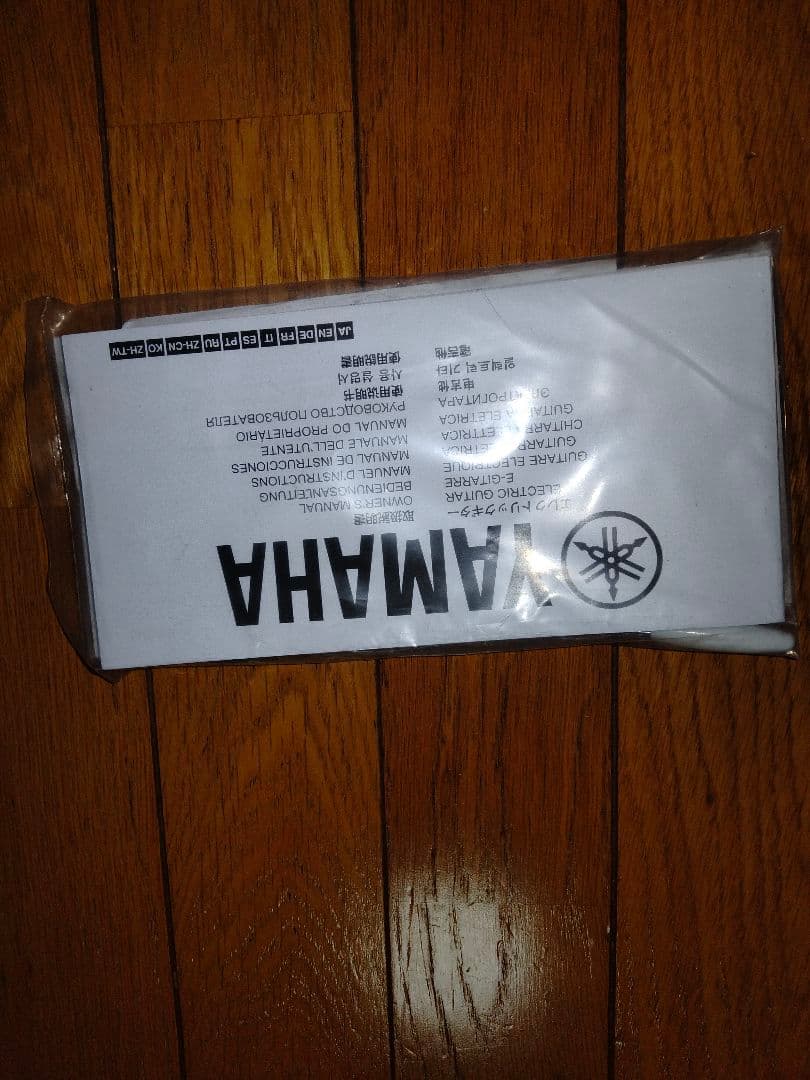 YAMAHA
エレクトリックギター 取扱説明書
ELECTRIC GUITAR OWNER'S MANUAL
E-GITARRE BEDIENUNGSANLEITUNG
GUITARE ELECTRIQUE MANUEL D'INSTRUCTIONS
MANUAL DE INSTRUCCIONES
CHITARRA ELETTRICA MANUALE DELL'UTENTE
GUITARRA ELÉTRICA MANUAL DO PROPRIETÁRIO
ЭЛЕКТРОГИТАРА РУКОВОДСТВО ПОЛЬЗОВАТЕЛЯ
电吉他 使用说明书
일렉트릭 기타 사용 설명서
電吉他 使用說明書
JA EN DE FR IT ES PT RU ZH-CN KO ZH-TW